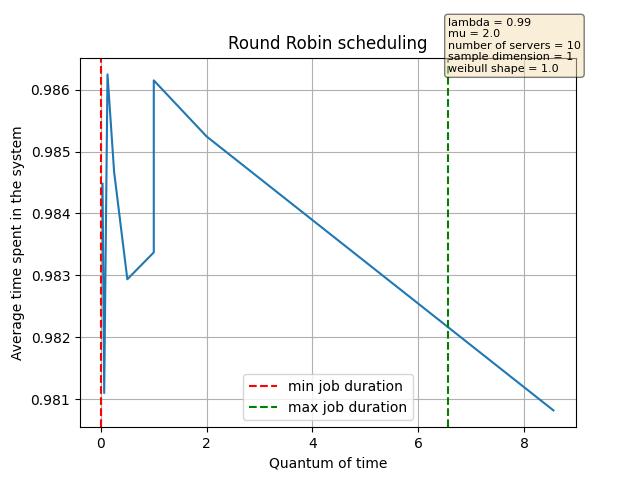 Round Robin scheduling
lambda = 0.99
mu = 2.0
number of servers = 10
sample dimension = 1
weibull shape = 1.0
Average time spent in the system
0.986
0.985
0.984
0.983
0.982
0.981
min job duration
max job duration
0 2 4 6 8
Quantum of time